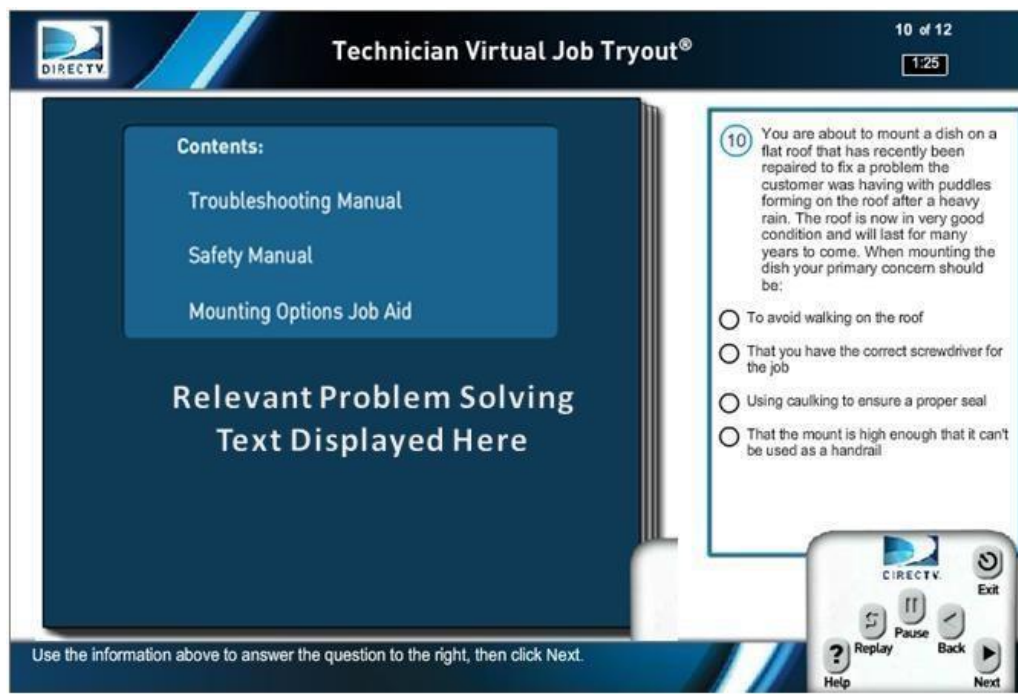 DIRECTV.
Technician Virtual Job Tryout®
10 of 12
1:25
Contents:
Troubleshooting Manual
Safety Manual
Mounting Options Job Aid
Relevant Problem Solving
Text Displayed Here
10
You are about to mount a dish on a
flat roof that has recently been
repaired to fix a problem the
customer was having with puddles
forming on the roof after a heavy
rain. The roof is now in very good
condition and will last for many
years to come. When mounting the
dish your primary concern should
be:
To avoid walking on the roof
That you have the correct screwdriver for
the job
Using caulking to ensure a proper seal
That the mount is high enough that it can't
be used as a handrail
DIRECTV.
Exit
Pause
Replay
Back
Help
Next
Use the information above to answer the question to the right, then click Next.